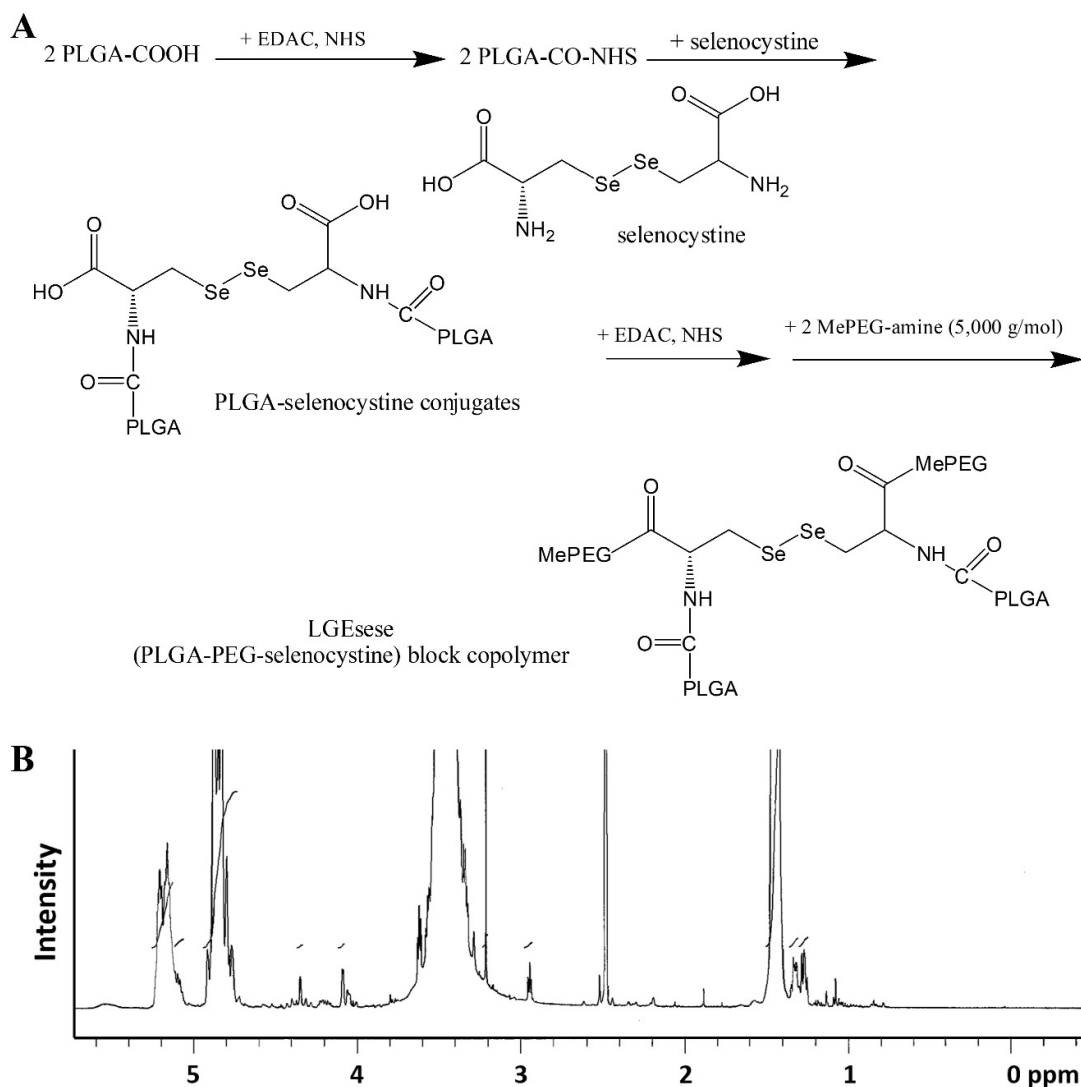 A
2 PLGA-COOH
+ EDAC, NHS
2 PLGA-CO-NHS
+ selenocystine
O
OH
O
HO
Se
Se
NH2
NH2
selenocystine
O
OH
O
HO
Se
Se
NH
C
O
PLGA
NH
O
C
PLGA
PLGA-selenocystine conjugates
+ EDAC, NHS
+ 2 MePEG-amine (5,000 g/mol)
O
MePEG
O
MePEG
Se
Se
NH
C
O
PLGA
NH
O
C
PLGA
LGEsese
(PLGA-PEG-selenocystine) block copolymer
B
Intensity
5
4
3
2
1
0 ppm